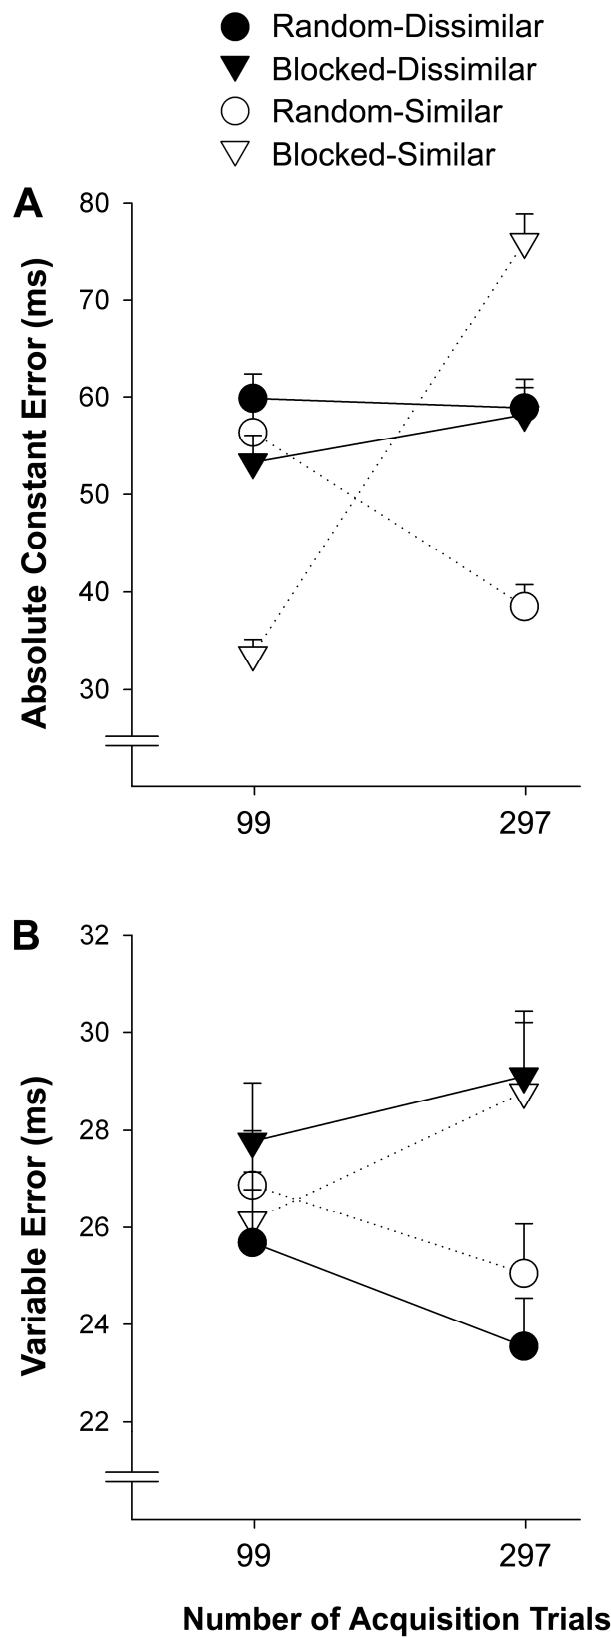 Random-Dissimilar
Blocked-Dissimilar
Random-Similar
Blocked-Similar
A
Absolute Constant Error (ms)
80
70
60
50
40
30
99
297
B
Variable Error (ms)
32
30
28
26
24
22
99
297
Number of Acquisition Trials